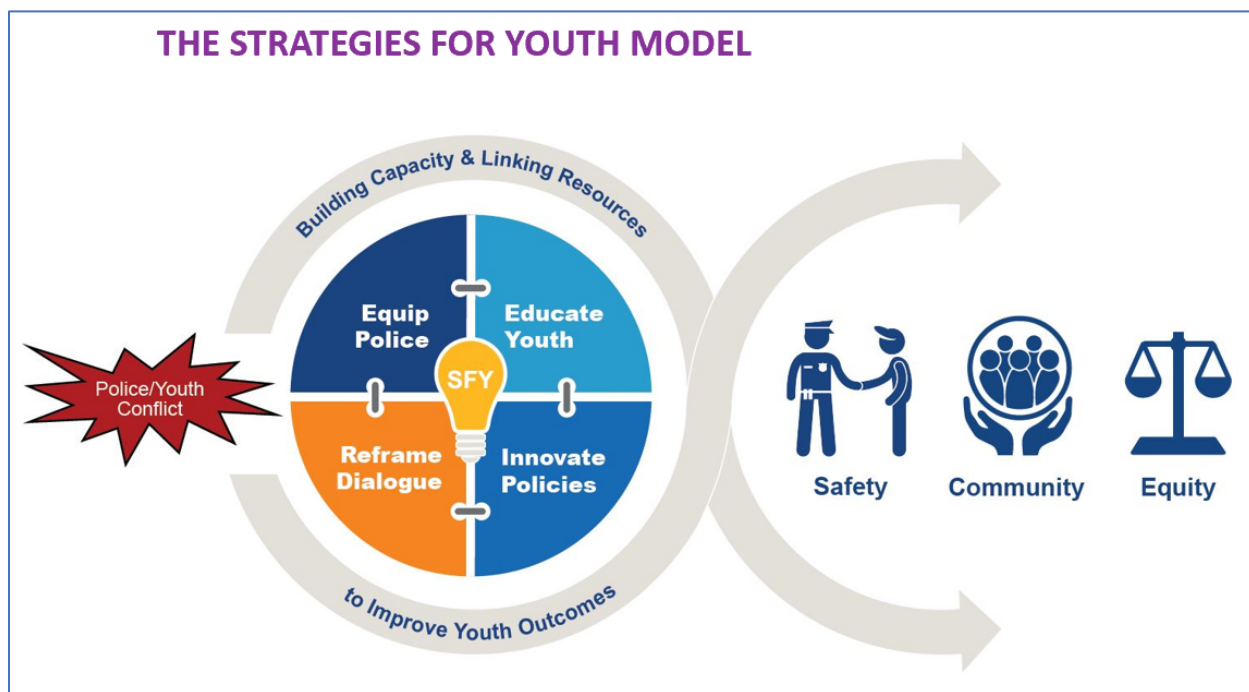 THE STRATEGIES FOR YOUTH MODEL
Building Capacity & Linking Resources
Police/Youth
Conflict
Equip
Police
Educate
Youth
SFY
Reframe
Dialogue
Innovate
Policies
to Improve Youth Outcomes
Safety
Community
Equity